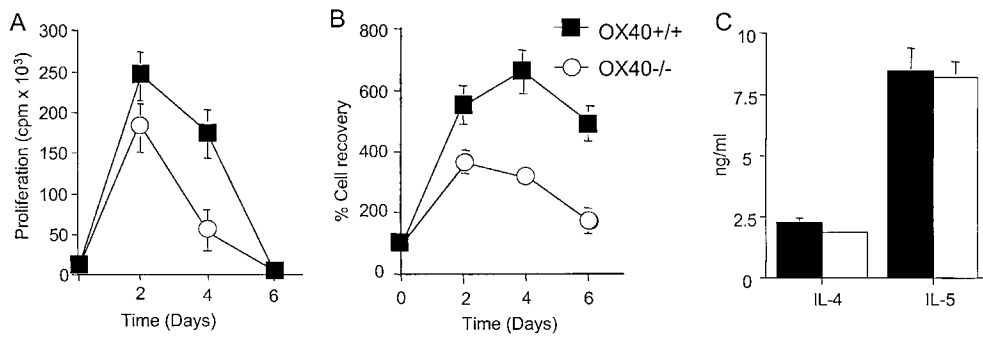 A
Proliferation (cpm x 10³)
300
250
200
150
100
50
0
2
4
6
Time (Days)
B
% Cell recovery
800
600
400
200
0
0
2
4
6
Time (Days)
OX40+/+
OX40-/-
C
ng/ml
10
7.5
5
2.5
0
IL-4
IL-5